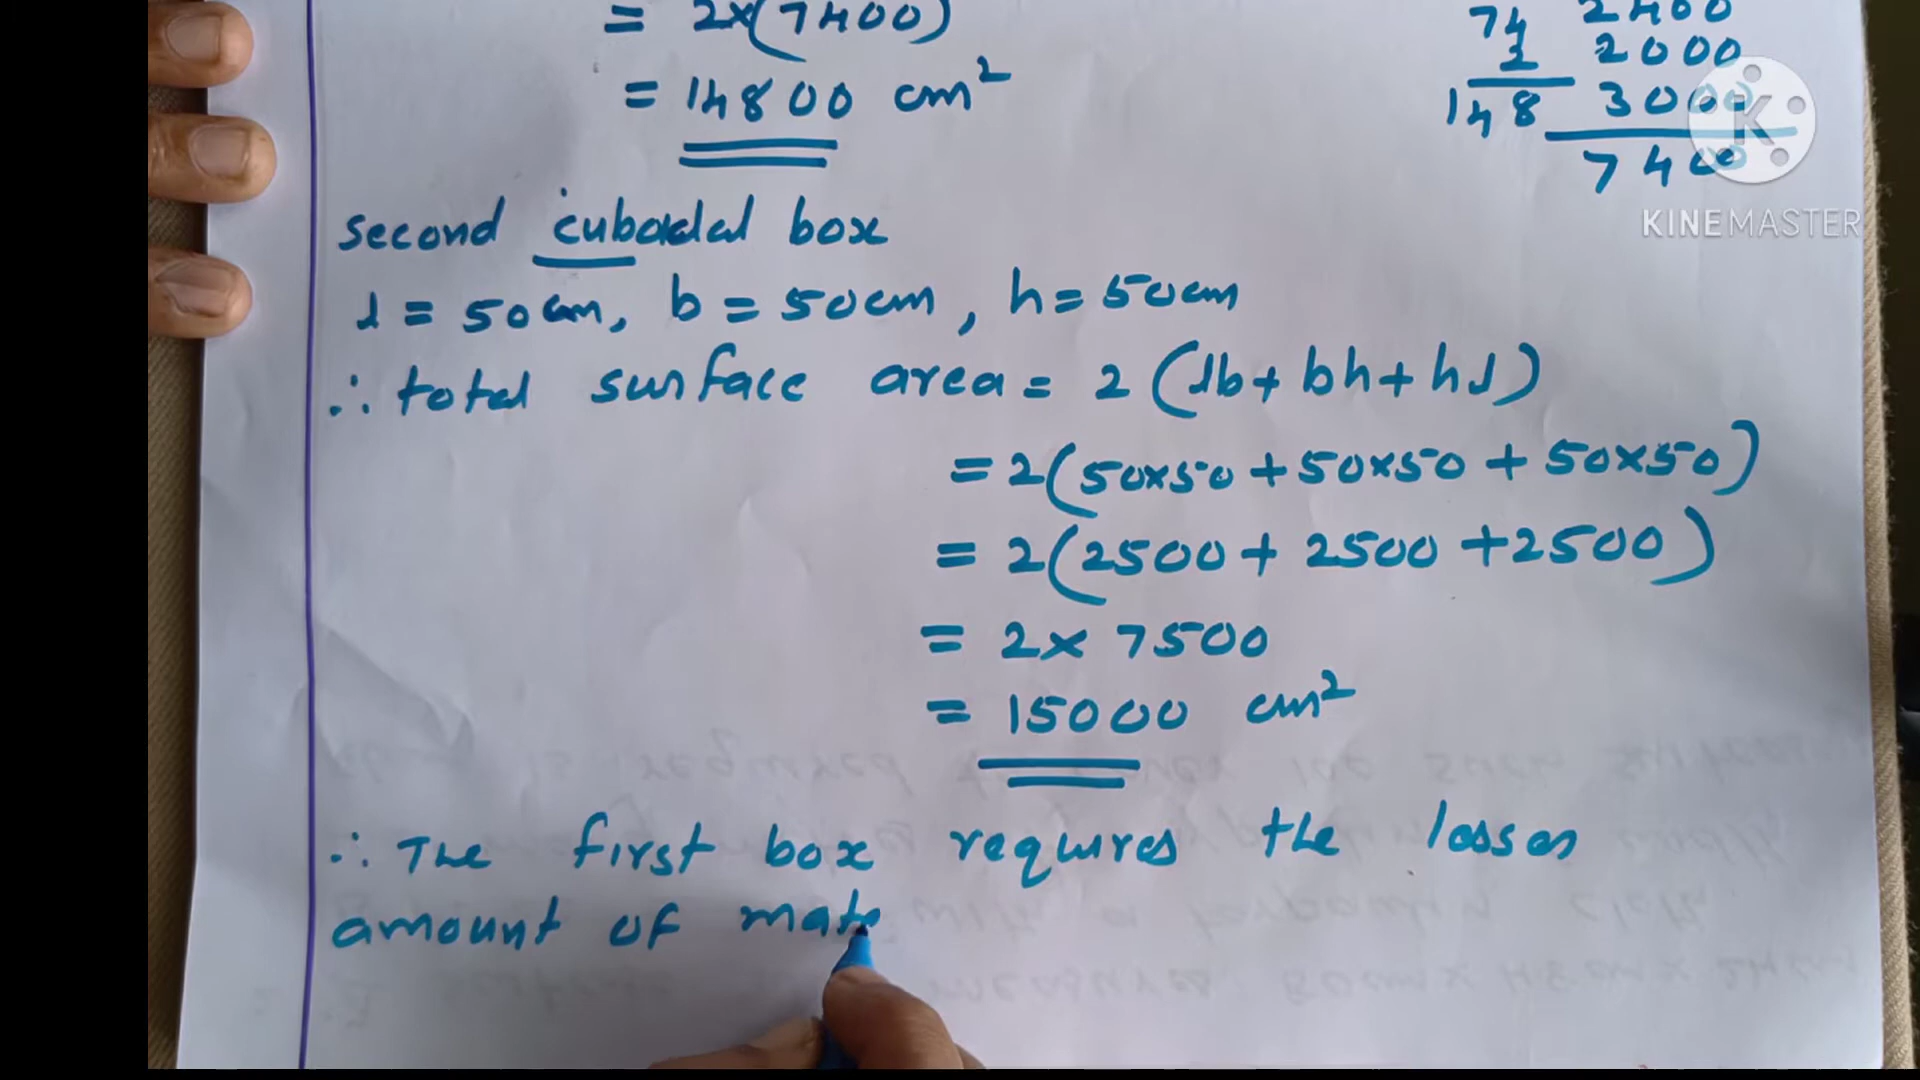 = 2×(7400)
= 14800 cm²
74 2400
2 2000
148 3000
7400
KINEMASTER
second cuboidal box
l = 50cm, b = 50cm, h = 50cm
∴ total surface area = 2 (lb + bh + hl)
= 2(50×50 + 50×50 + 50×50)
= 2(2500 + 2500 + 2500)
= 2 × 7500
= 15000 cm²
∴ The first box requires the lesser
amount of mate